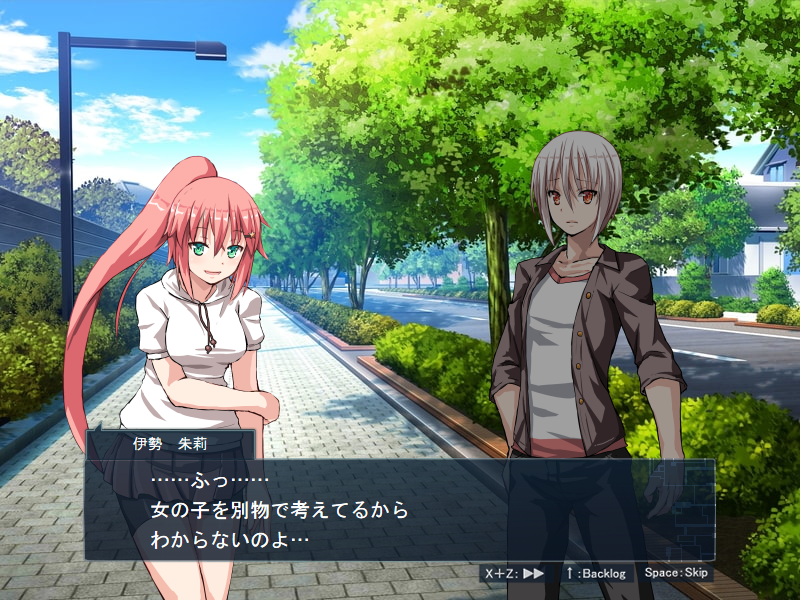 伊勢　朱莉
……ふっ……
女の子を別物で考えてるから
わからないのよ…
X+Z:▶▶ ↑:Backlog Space:Skip